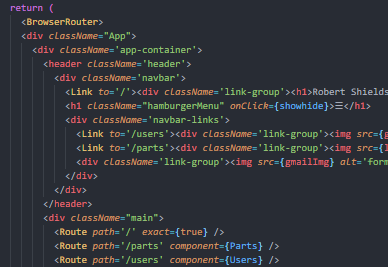 return (
<BrowserRouter>
<div className="App">
<div className='app-container'>
<header className='header'>
<div className='navbar'>
<Link to='/'><div className='link-group'><h1>Robert Shields
<h1 className="hamburgerMenu" onClick={showhide}>☰</h1>
<div className='navbar-links'>
<Link to='/users'><div className='link-group'><img src={g
<Link to='/parts'><div className='link-group'><img src={l
<div className='link-group'><img src={gmailImg} alt='form
</div>
</div>
</header>
<div className="main">
<Route path='/' exact={true} />
<Route path='/parts' component={Parts} />
<Route path='/users' component={Users} />